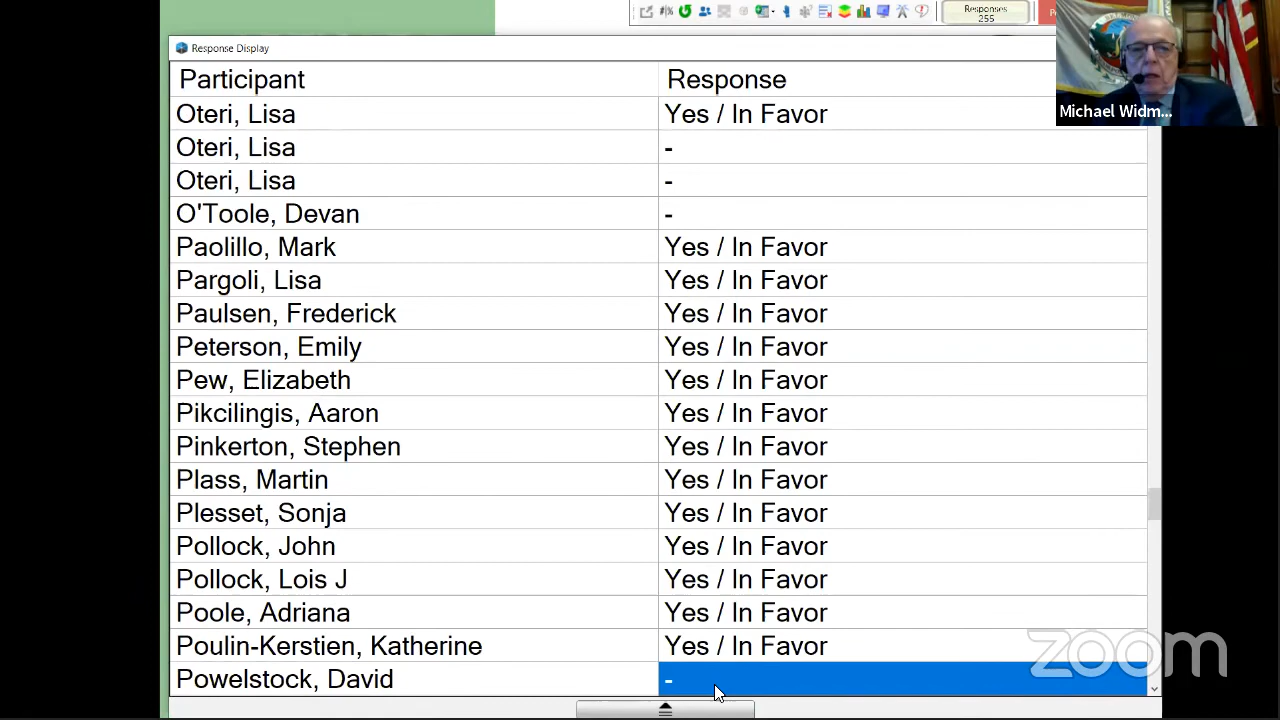 Responses
255
Response Display
Participant Response
Oteri, Lisa Yes / In Favor
Oteri, Lisa -
Oteri, Lisa -
O'Toole, Devan -
Paolillo, Mark Yes / In Favor
Pargoli, Lisa Yes / In Favor
Paulsen, Frederick Yes / In Favor
Peterson, Emily Yes / In Favor
Pew, Elizabeth Yes / In Favor
Pikcilingis, Aaron Yes / In Favor
Pinkerton, Stephen Yes / In Favor
Plass, Martin Yes / In Favor
Plesset, Sonja Yes / In Favor
Pollock, John Yes / In Favor
Pollock, Lois J Yes / In Favor
Poole, Adriana Yes / In Favor
Poulin-Kerstien, Katherine Yes / In Favor
Powelstock, David -
Michael Widm...
zoom